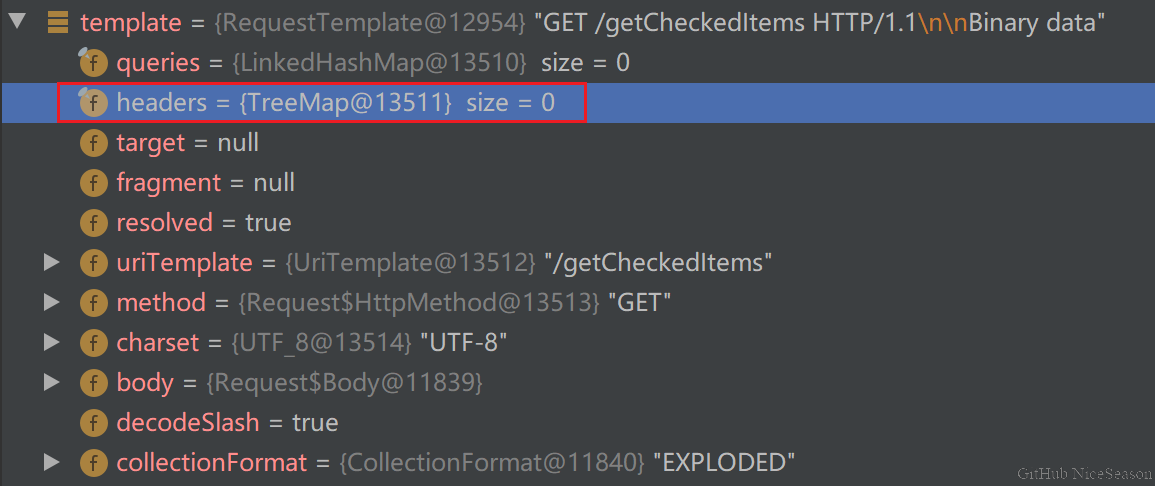 template = {RequestTemplate@12954} "GET /getCheckedItems HTTP/1.1\n\nBinary data"
f queries = {LinkedHashMap@13510} size = 0
f headers = {TreeMap@13511} size = 0
f target = null
f fragment = null
f resolved = true
f uriTemplate = {UriTemplate@13512} "/getCheckedItems"
f method = {Request$HttpMethod@13513} "GET"
f charset = {UTF_8@13514} "UTF-8"
f body = {Request$Body@11839}
f decodeSlash = true
f collectionFormat = {CollectionFormat@11840} "EXPLODED"
GitHub NiceSeason